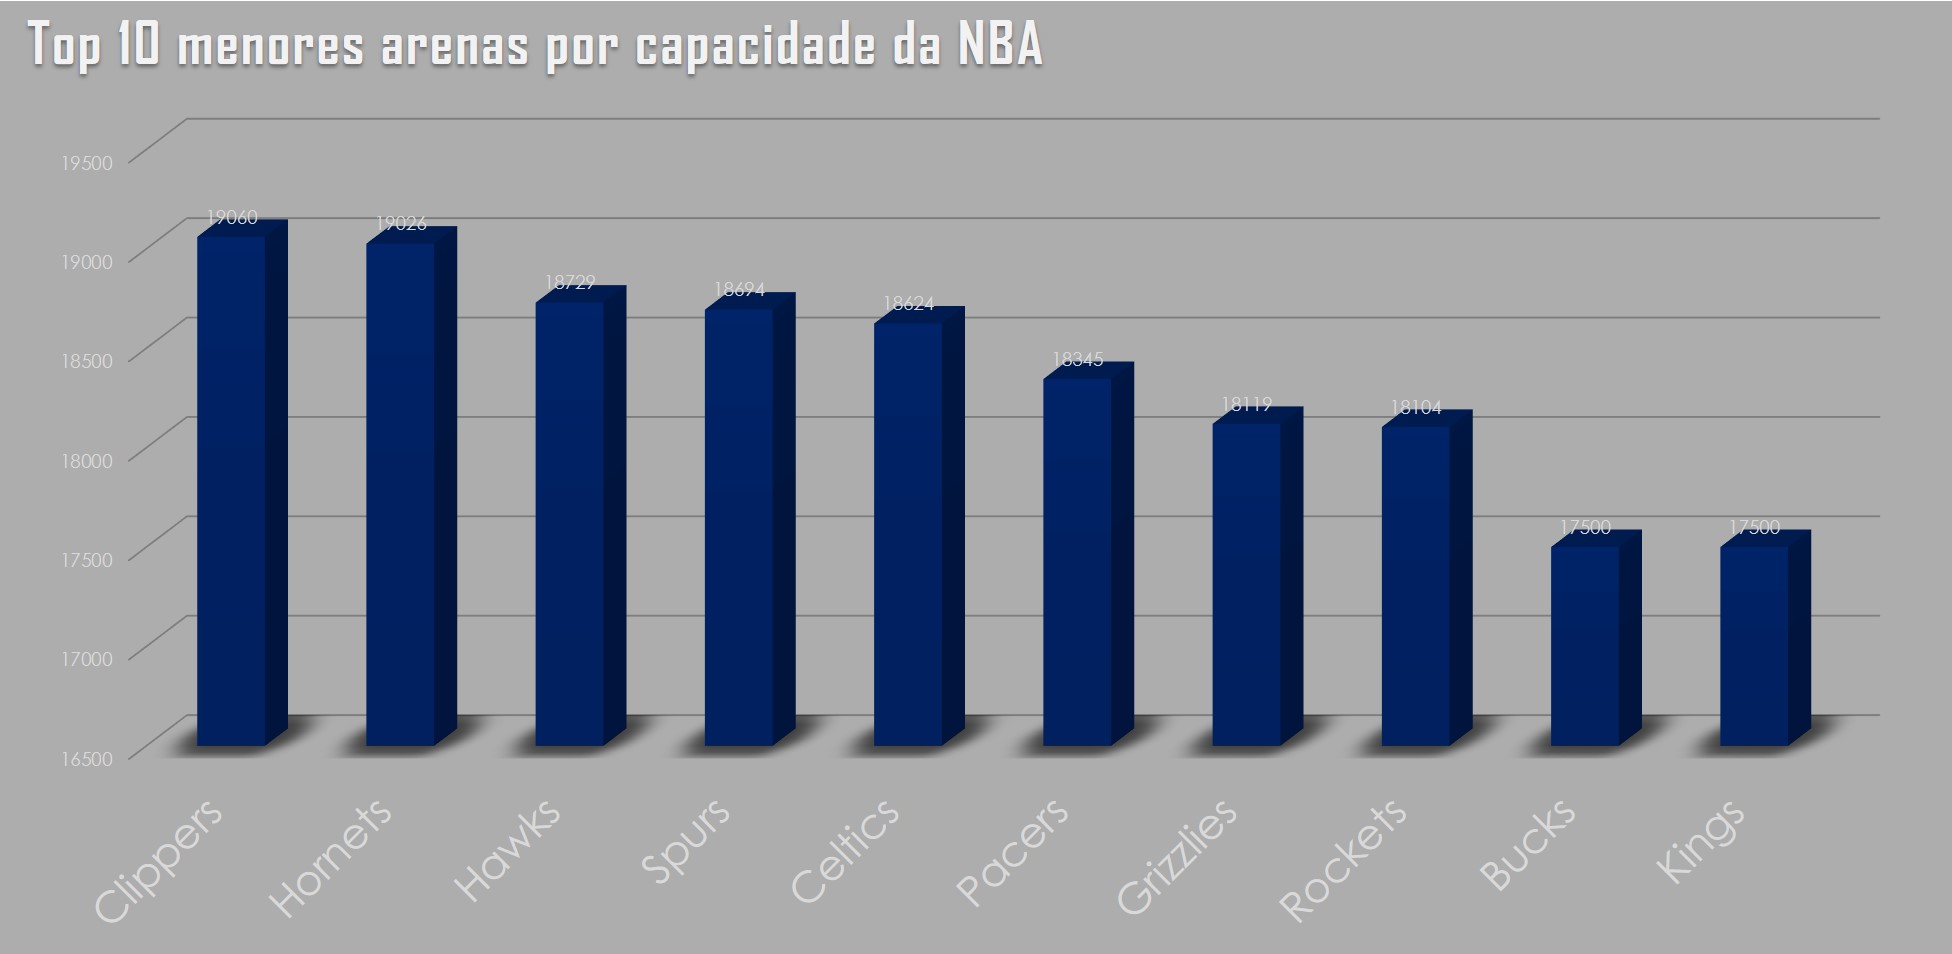 Top 10 menores arenas por capacidade da NBA
19500
19000
18500
18000
17500
17000
16500
19060
19026
18729
18694
18624
18345
18119
18104
17500
17500
Clippers
Hornets
Hawks
Spurs
Celtics
Pacers
Grizzlies
Rockets
Bucks
Kings